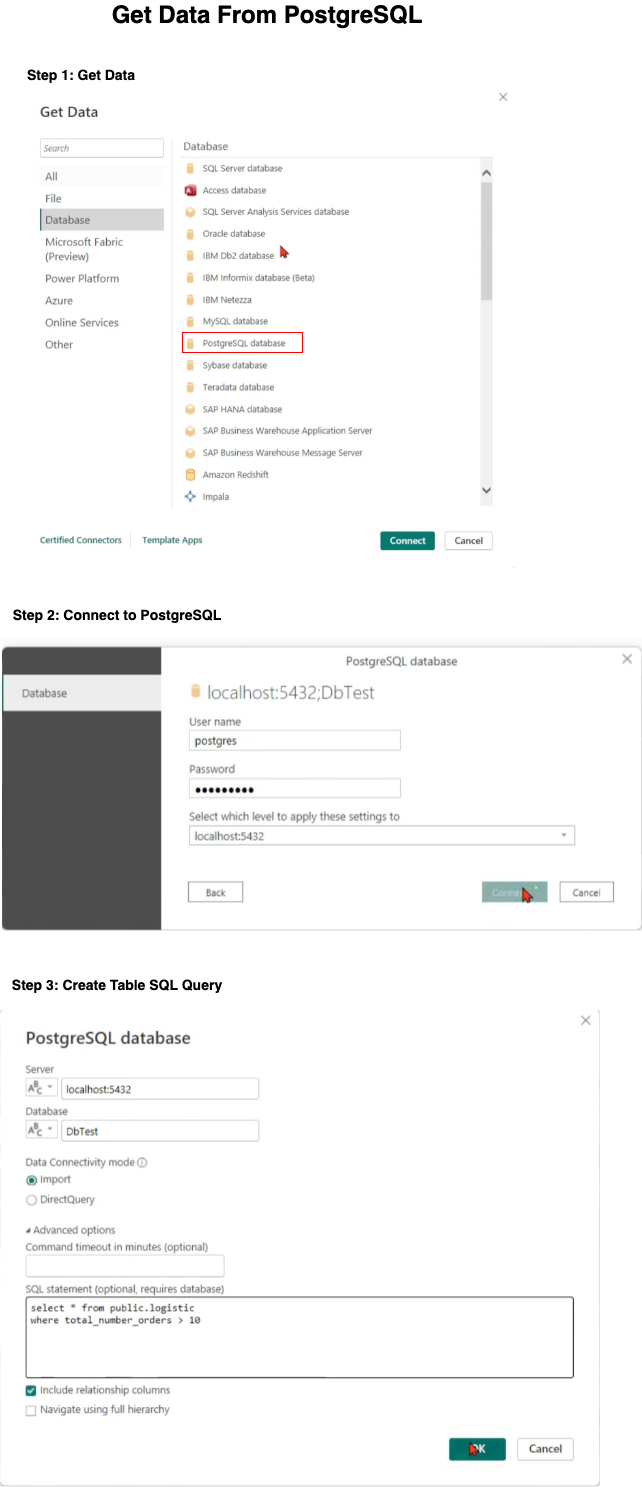 Get Data From PostgreSQL
Step 1: Get Data
Get Data
Search
All
File
Database
Microsoft Fabric
(Preview)
Power Platform
Azure
Online Services
Other
Database
SQL Server database
Access database
SQL Server Analysis Services database
Oracle database
IBM Db2 database
IBM Informix database (Beta)
IBM Netezza
MySQL database
PostgreSQL database
Sybase database
Teradata database
SAP HANA database
SAP Business Warehouse Application Server
SAP Business Warehouse Message Server
Amazon Redshift
Impala
Certified Connectors
Template Apps
Connect
Cancel
Step 2: Connect to PostgreSQL
PostgreSQL database
Database
localhost:5432;DbTest
User name
postgres
Password
Select which level to apply these settings to
localhost:5432
Back
Cancel
Step 3: Create Table SQL Query
PostgreSQL database
Server
ABC
localhost:5432
Database
ABC
DbTest
Data Connectivity mode
Import
DirectQuery
Advanced options
Command timeout in minutes (optional)
SQL statement (optional, requires database)
select * from public.logistic
where total_number_orders > 10
Include relationship columns
Navigate using full hierarchy
OK
Cancel